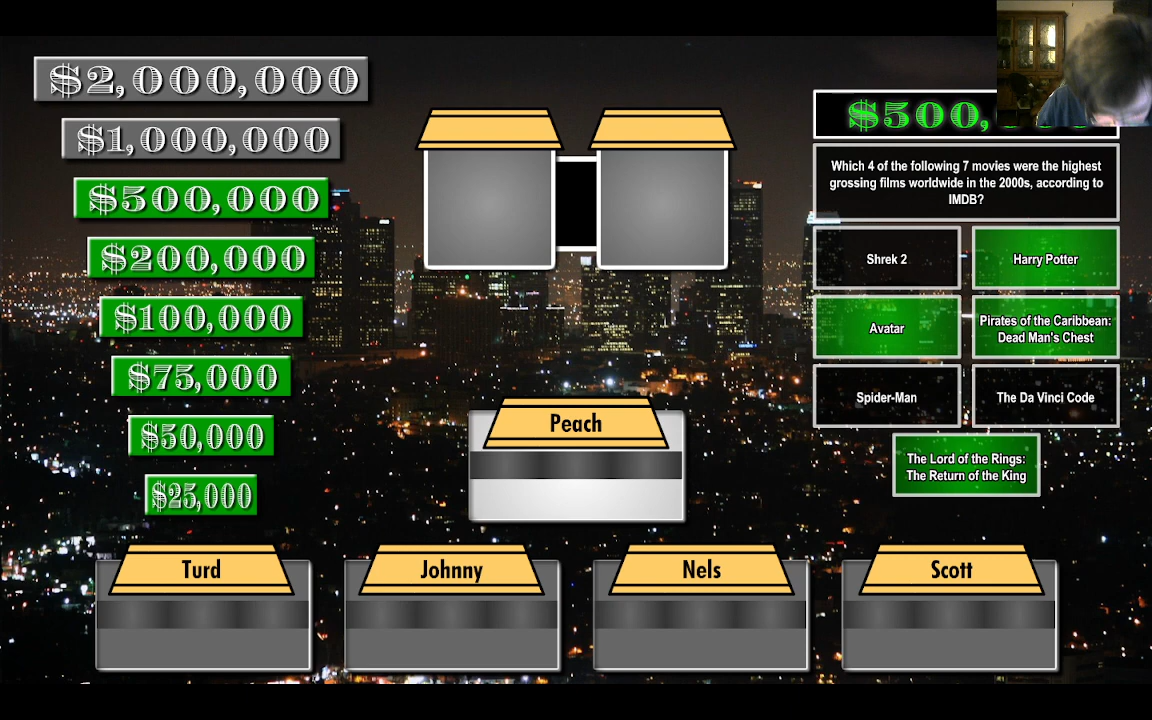 $2,000,000
$1,000,000
$500,000
$200,000
$100,000
$75,000
$50,000
$25,000
Peach
Turd
Johnny
Nels
Scott
$500,
Which 4 of the following 7 movies were the highest
grossing films worldwide in the 2000s, according to
IMDB?
Shrek 2
Harry Potter
Avatar
Pirates of the Caribbean:
Dead Man's Chest
Spider-Man
The Da Vinci Code
The Lord of the Rings:
The Return of the King